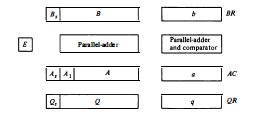 Bs B b BR
E Parallel-adder Parallel-adder
and comparator
As A1 A a AC
Qs Q q QR